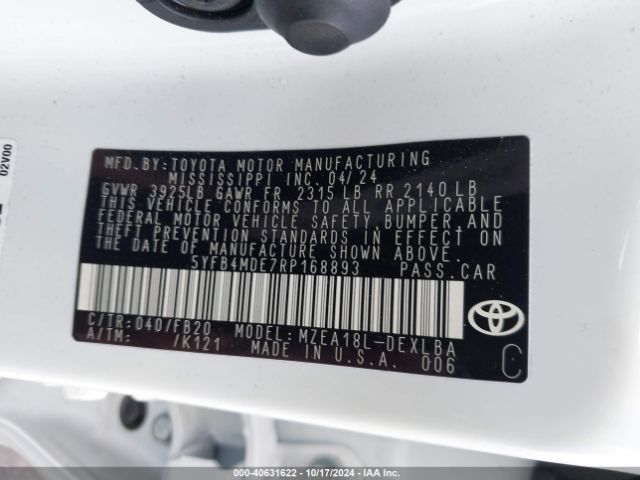 02V00
MFD.BY: TOYOTA MOTOR MANUFACTURING
MISSISSIPPI INC. 04/24
GVWR 3925LB GAWR FR 2315 LB RR 2140 LB
THIS VEHICLE CONFORMS TO ALL APPLICABLE
FEDERAL MOTOR VEHICLE SAFETY, BUMPER, AND
THEFT PREVENTION STANDARDS IN EFFECT ON
THE DATE OF MANUFACTURE SHOWN ABOVE.
5YFB4MDE7RP168893 PASS.CAR
C/TR: 040/FB20 MODEL: MZEA18L-DEXLBA
A/TM: /K121 MADE IN U.S.A. 006
C
000-40631622 - 10/17/2024 - IAA Inc.